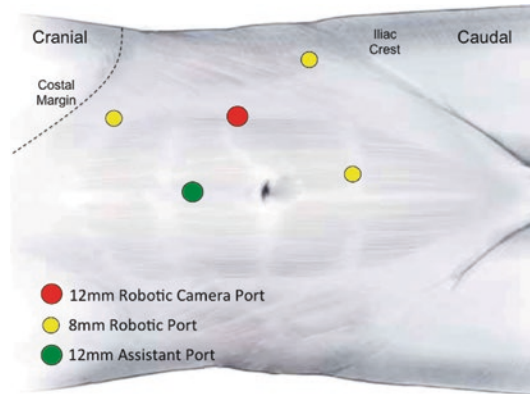 Cranial
Iliac
Crest
Caudal
Costal
Margin
12mm Robotic Camera Port
8mm Robotic Port
12mm Assistant Port